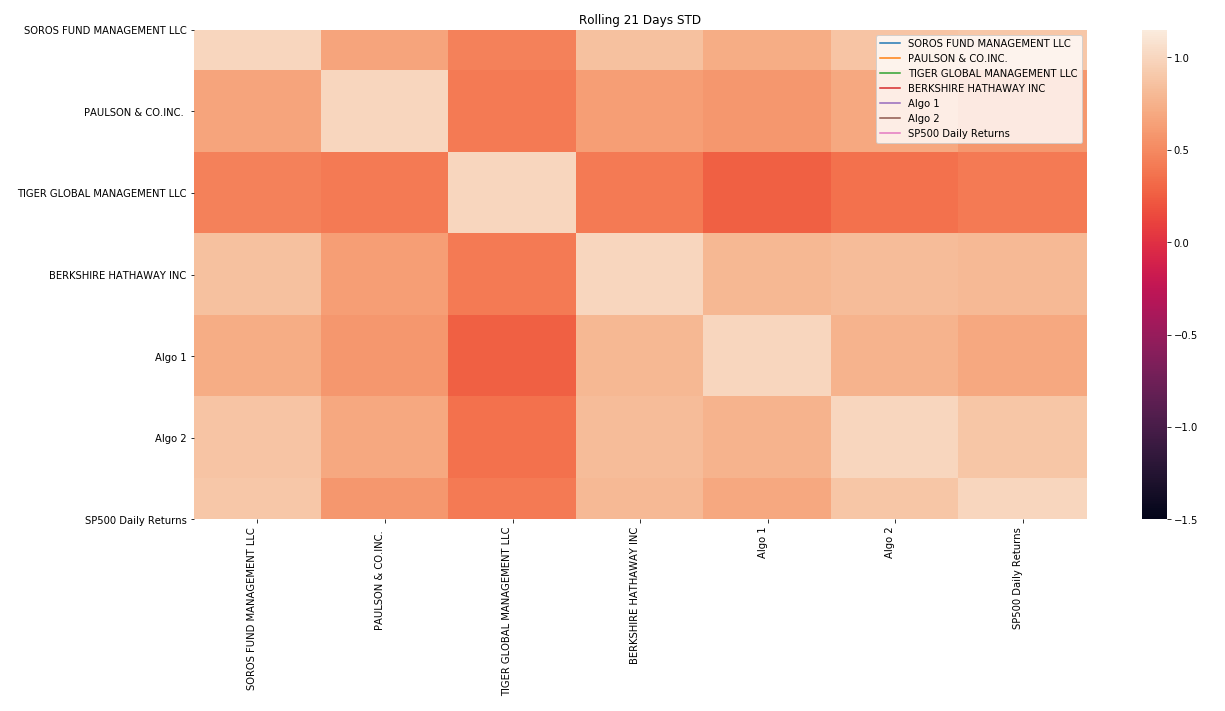 Rolling 21 Days STD
SOROS FUND MANAGEMENT LLC
PAULSON & CO.INC.
TIGER GLOBAL MANAGEMENT LLC
BERKSHIRE HATHAWAY INC
Algo 1
Algo 2
SP500 Daily Returns
SOROS FUND MANAGEMENT LLC
PAULSON & CO.INC.
TIGER GLOBAL MANAGEMENT LLC
BERKSHIRE HATHAWAY INC
Algo 1
Algo 2
SP500 Daily Returns
1.0
0.5
0.0
−0.5
−1.0
−1.5
SOROS FUND MANAGEMENT LLC
PAULSON & CO.INC.
TIGER GLOBAL MANAGEMENT LLC
BERKSHIRE HATHAWAY INC
Algo 1
Algo 2
SP500 Daily Returns